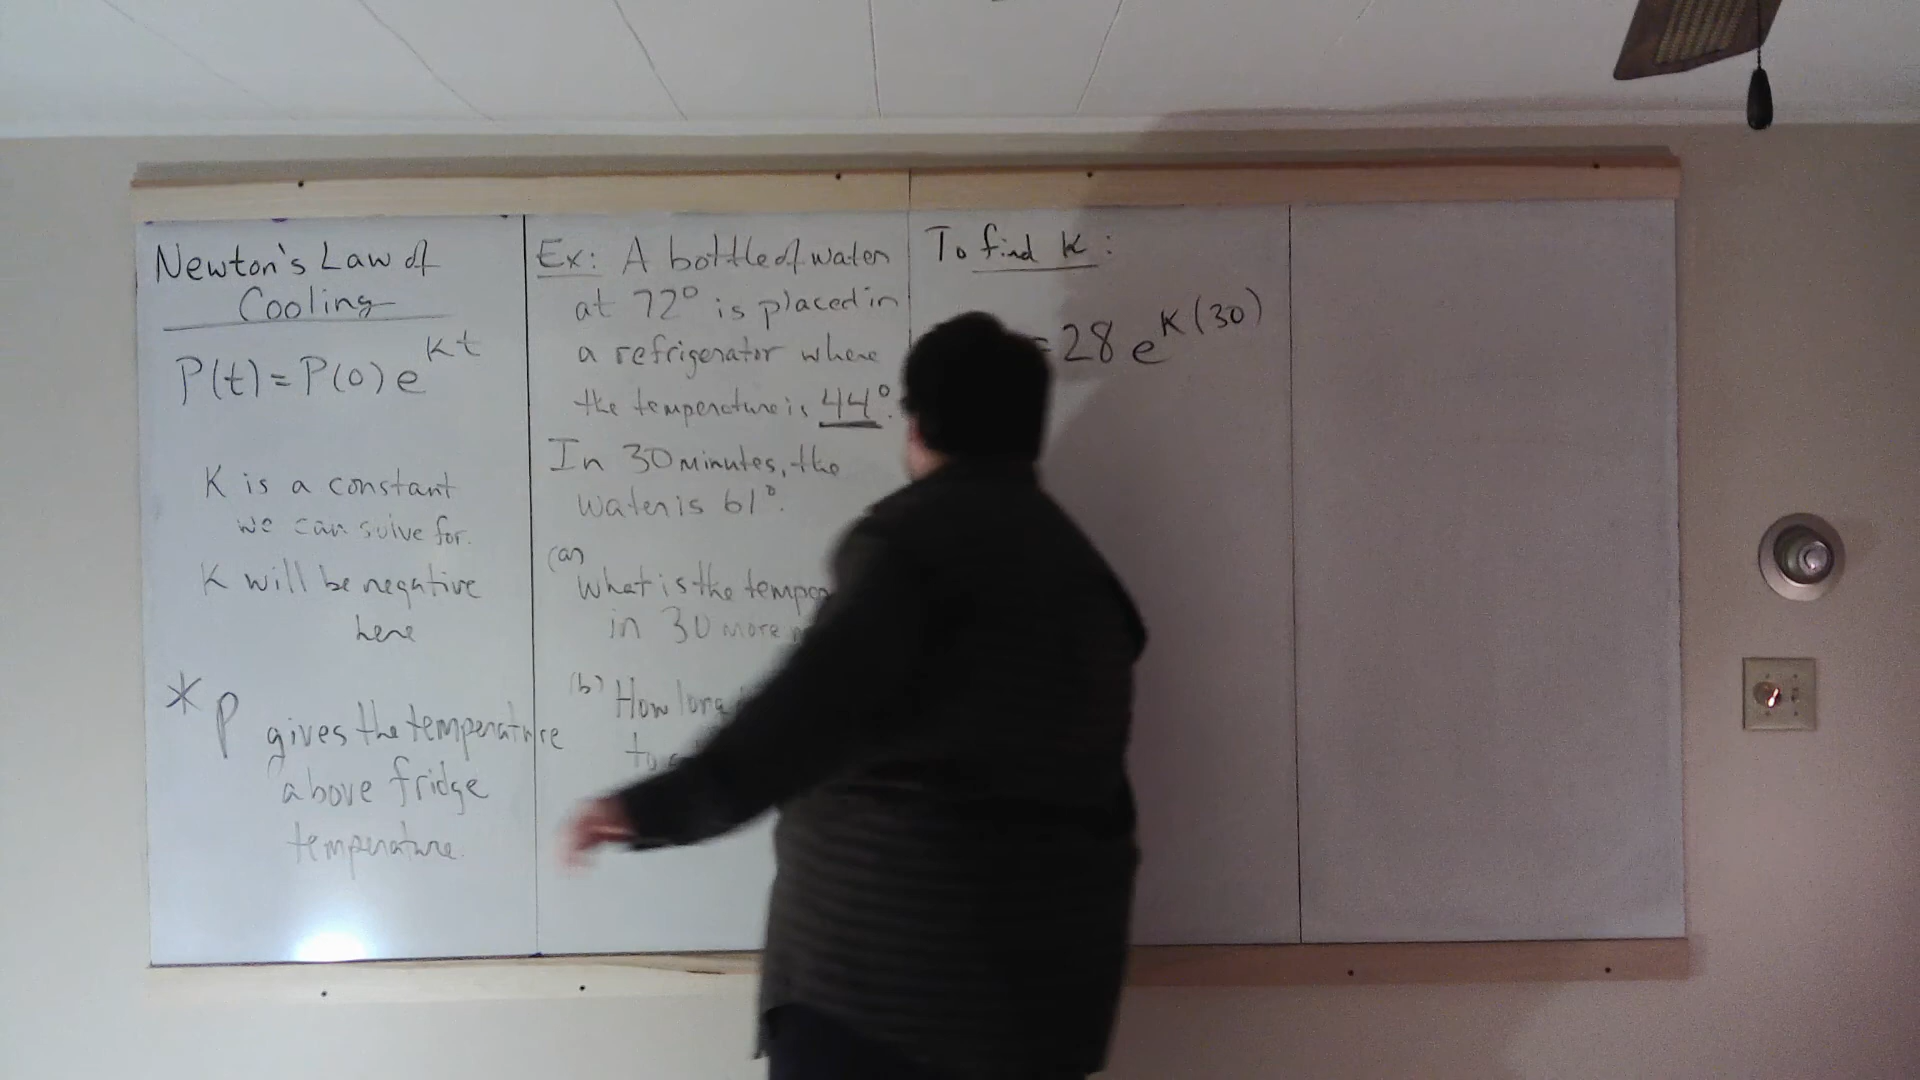 Newton's Law of
Cooling
P(t) = P(0) e^{Kt}
K is a constant
we can solve for.
K will be negative
here
* P gives the temperature
above fridge
temperature.
Ex: A bottle of water
at 72° is placed in
a refrigerator where
the temperature is 44°.
In 30 minutes, the
water is 61°.
(a)
What is the
in 30 more
(b) How long
to
To find K:
= 28 e^{K(30)}